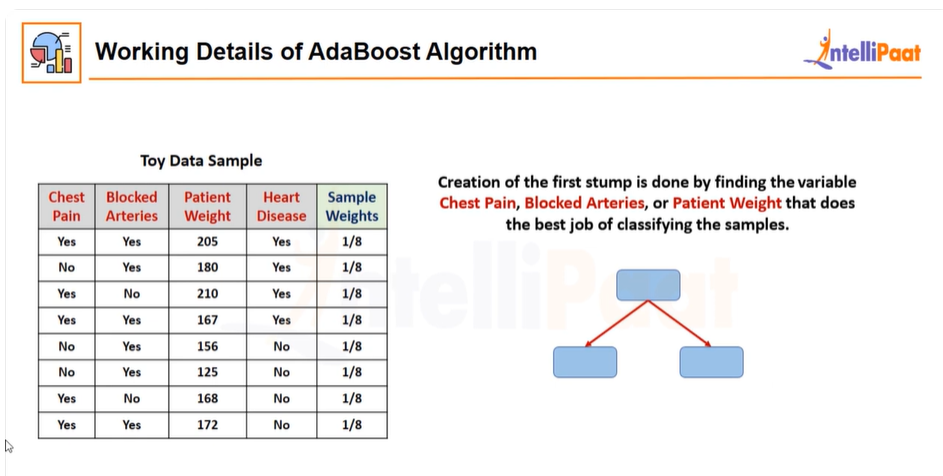 Working Details of AdaBoost Algorithm
intelliPaat
Toy Data Sample
Chest Pain Blocked Arteries Patient Weight Heart Disease Sample Weights
Yes Yes 205 Yes 1/8
No Yes 180 Yes 1/8
Yes No 210 Yes 1/8
Yes Yes 167 Yes 1/8
No Yes 156 No 1/8
No Yes 125 No 1/8
Yes No 168 No 1/8
Yes Yes 172 No 1/8
Creation of the first stump is done by finding the variable
Chest Pain, Blocked Arteries, or Patient Weight that does
the best job of classifying the samples.
intelliPaat